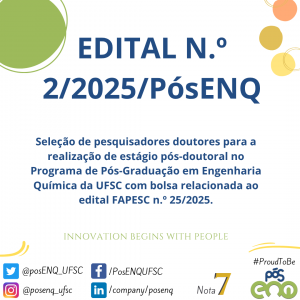 EDITAL N.º
2/2025/PósENQ
Seleção de pesquisadores doutores para a
realização de estágio pós-doutoral no
Programa de Pós-Graduação em Engenharia
Química da UFSC com bolsa relacionada ao
edital FAPESC n.º 25/2025.
INNOVATION BEGINS WITH PEOPLE
#ProudToBe
@posENQ_UFSC
/PosENQUFSC
@posenq_ufsc
/company/posenq
Nota 7
pós
enq